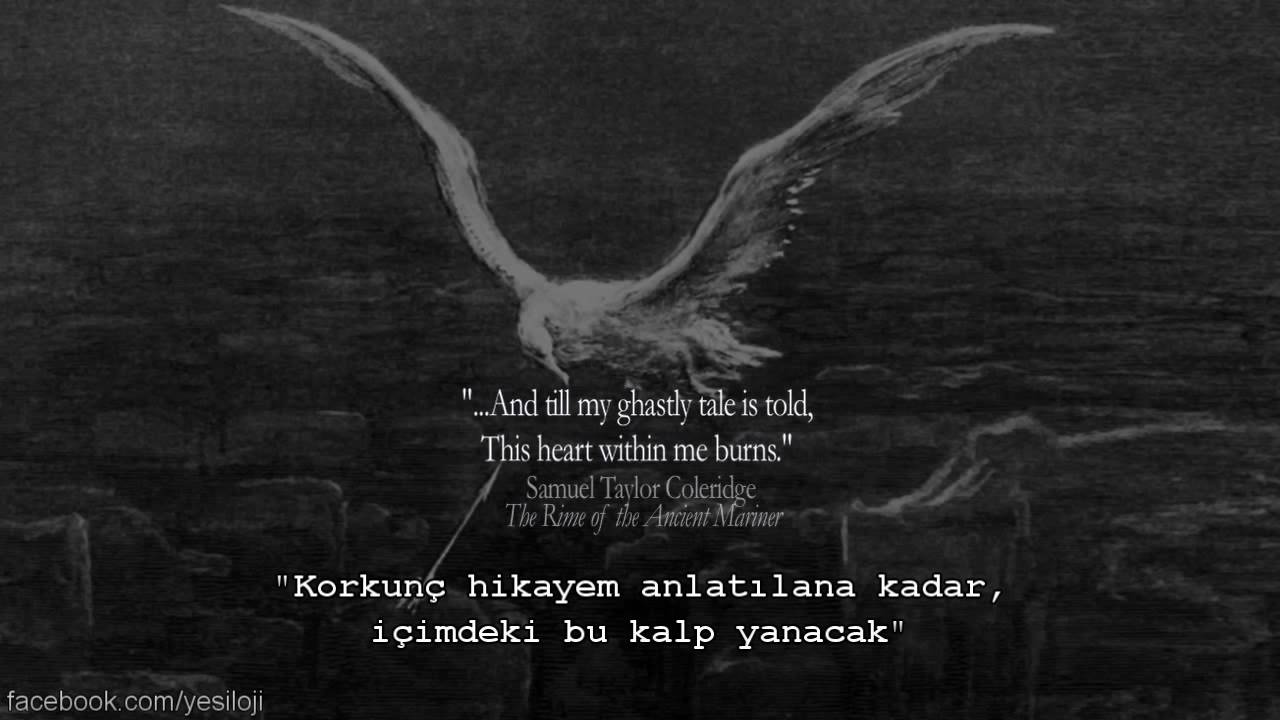 "...And till my ghastly tale is told,
This heart within me burns."
Samuel Taylor Coleridge
The Rime of the Ancient Mariner
"Korkunç hikayem anlatılana kadar,
içimdeki bu kalp yanacak"
facebook.com/yesiloji